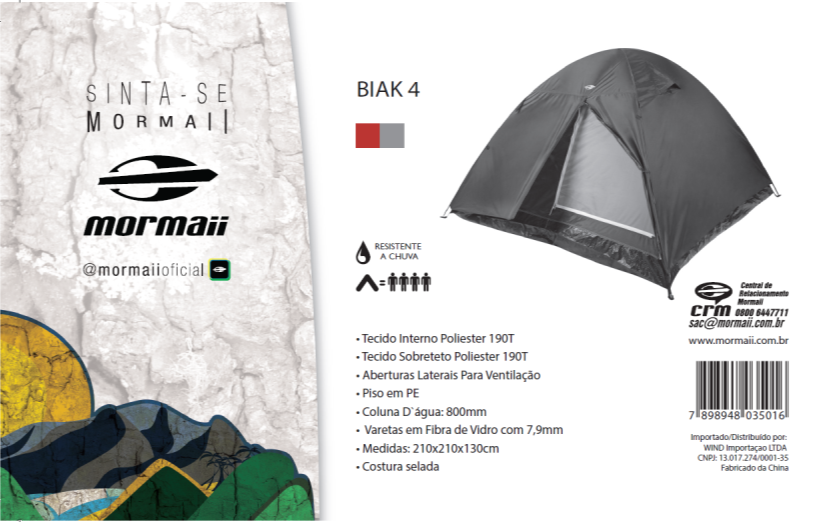 SINTA-SE
MORMAII
mormaii
@mormaiioficial
BIAK 4
RESISTENTE
A CHUVA
=
• Tecido Interno Poliester 190T
• Tecido Sobreteto Poliester 190T
• Aberturas Laterais Para Ventilação
• Piso em PE
• Coluna D`água: 800mm
• Varetas em Fibra de Vidro com 7,9mm
• Medidas: 210x210x130cm
• Costura selada
Central de
Relacionamento
Mormaii
crm 0800 6447711
sac@mormaii.com.br
www.mormaii.com.br
7 898948 035016
Importado/Distribuido por:
WIND Importaçao LTDA
CNPJ: 13.017.274/0001-35
Fabricado da China